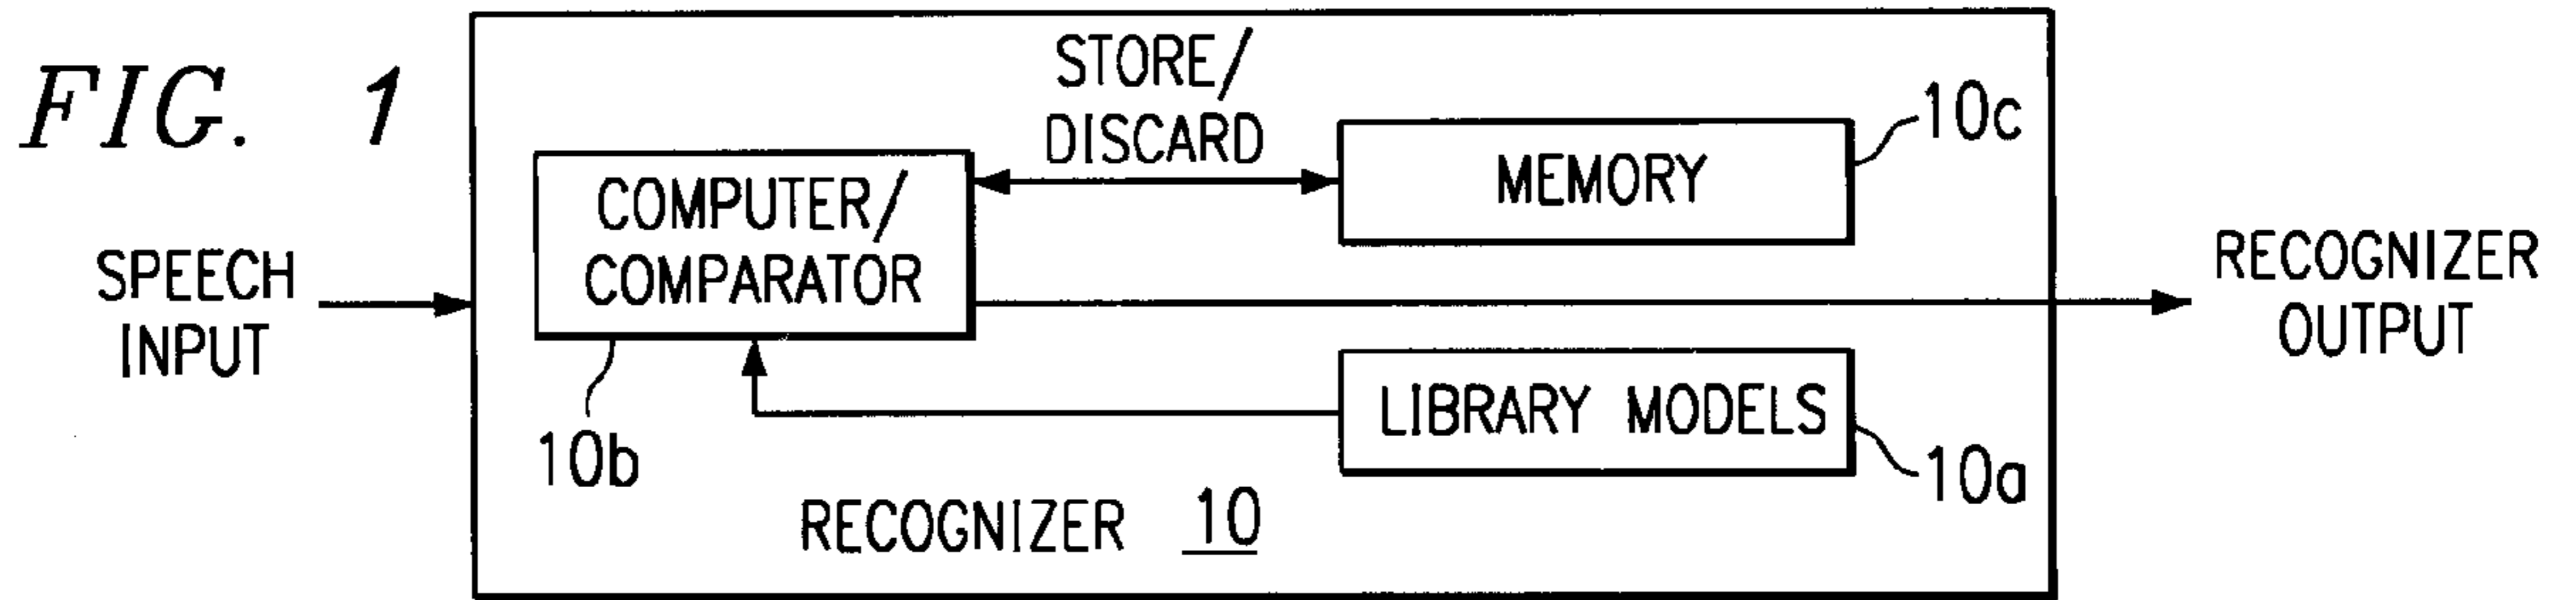 FIG. 1
STORE/
DISCARD
10c
MEMORY
COMPUTER/
COMPARATOR
SPEECH
INPUT
RECOGNIZER
OUTPUT
LIBRARY MODELS
10b
10a
RECOGNIZER 10